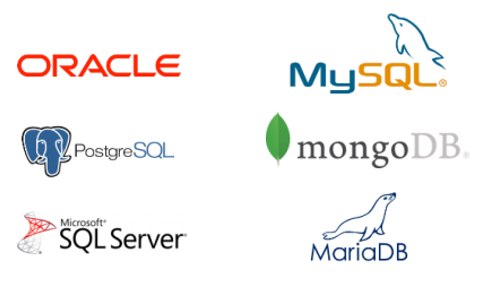 ORACLE
MySQL®
PostgreSQL
mongoDB®
Microsoft®
SQL Server®
MariaDB